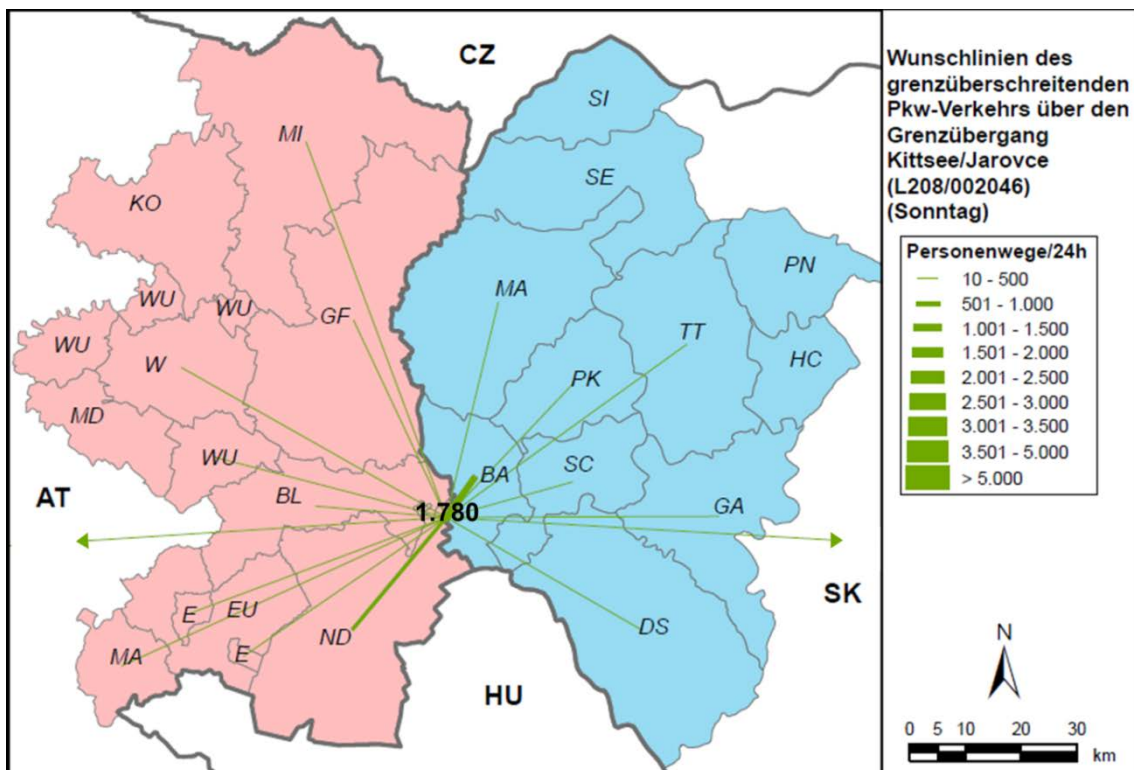 CZ
Wunschlinien des
grenzüberschreitenden
Pkw-Verkehrs über den
Grenzübergang
Kittsee/Jarovce
(L208/002046)
(Sonntag)
Personenwege/24h
10 - 500
501 - 1.000
1.001 - 1.500
1.501 - 2.000
2.001 - 2.500
2.501 - 3.000
3.001 - 3.500
3.501 - 5.000
> 5.000
SI
MI
SE
KO
PN
MA
WU
WU
GF
TT
WU
W
HC
PK
MD
WU
BA
SC
AT
BL
1.780
GA
SK
E
EU
ND
DS
MA
E
HU
N
0 5 10 20 30
km